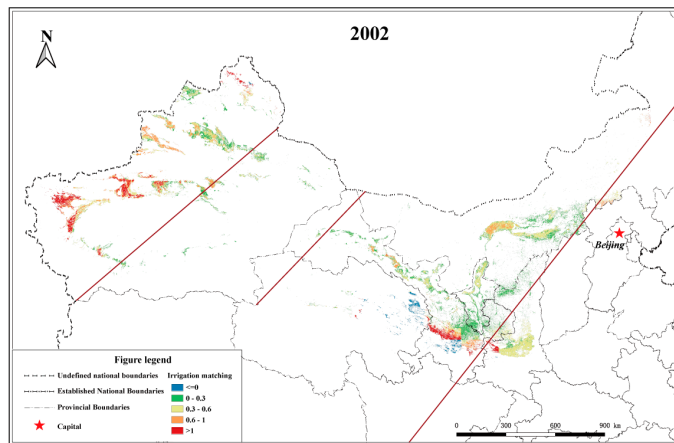 2002
N
Beijing
Figure legend
Undefined national boundaries
Established National Boundaries
Provincial Boundaries
Capital
Irrigation matching
<=0
0 - 0.3
0.3 - 0.6
0.6 - 1
>1
0 300 600 900 km